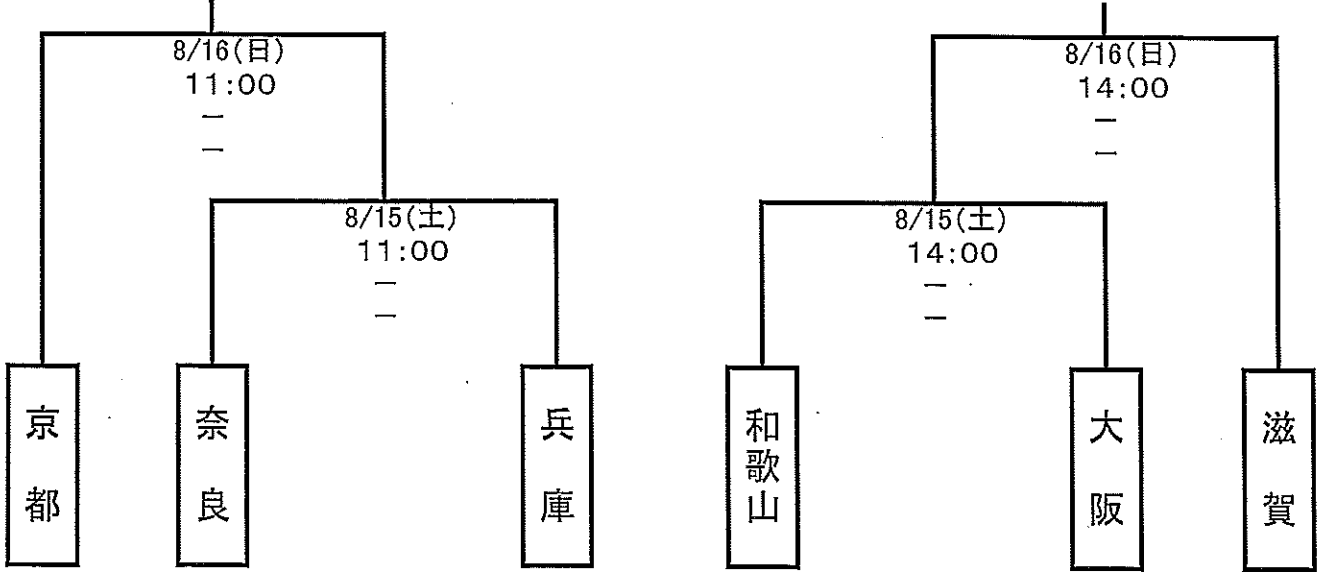 8/16(日)
11:00
—
—
8/16(日)
14:00
—
—
8/15(土)
11:00
—
—
8/15(土)
14:00
—
—
京都
奈良
兵庫
和歌山
大阪
滋賀